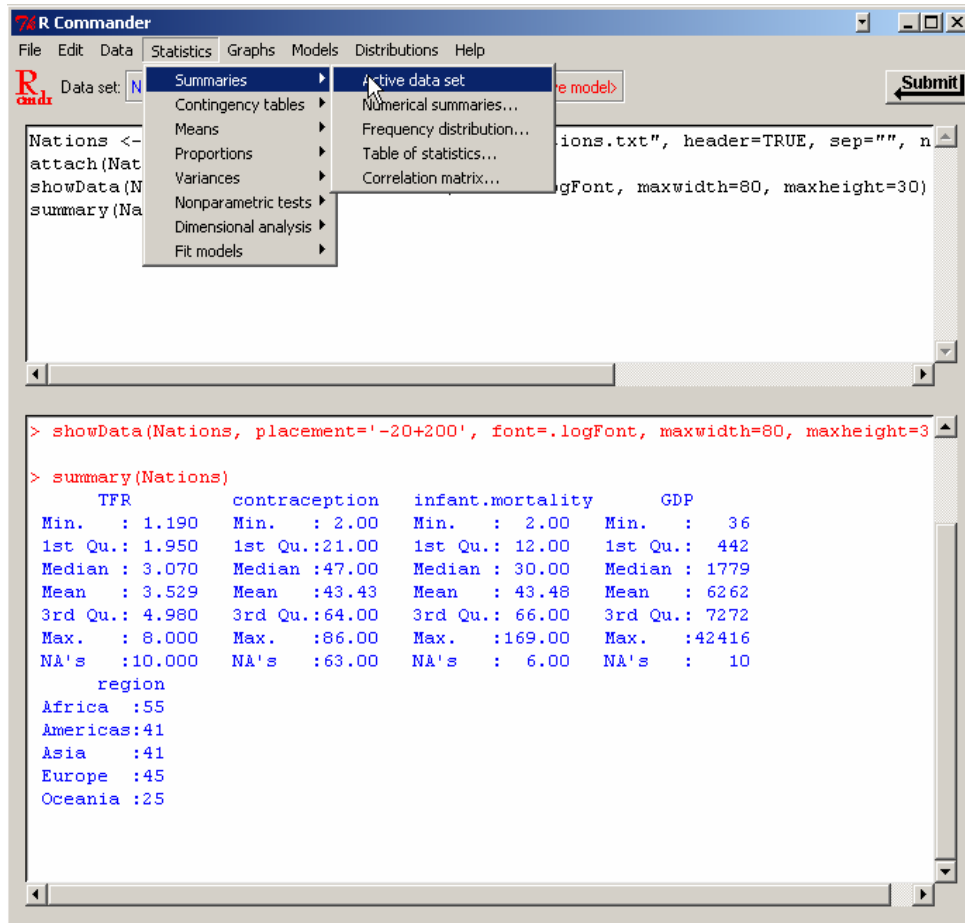 R Commander
File Edit Data Statistics Graphs Models Distributions Help
R cmdr Data set: N e model> Submit
Summaries
Contingency tables
Means
Proportions
Variances
Nonparametric tests
Dimensional analysis
Fit models
Active data set
Numerical summaries...
Frequency distribution...
Table of statistics...
Correlation matrix...
Nations <- ions.txt", header=TRUE, sep="", n
attach(Nat
showData(N ogFont, maxwidth=80, maxheight=30)
summary(Na
> showData(Nations, placement='-20+200', font=.logFont, maxwidth=80, maxheight=3
> summary(Nations)
TFR contraception infant.mortality GDP
Min. : 1.190 Min. : 2.00 Min. : 2.00 Min. : 36
1st Qu.: 1.950 1st Qu.:21.00 1st Qu.: 12.00 1st Qu.: 442
Median : 3.070 Median :47.00 Median : 30.00 Median : 1779
Mean : 3.529 Mean :43.43 Mean : 43.48 Mean : 6262
3rd Qu.: 4.980 3rd Qu.:64.00 3rd Qu.: 66.00 3rd Qu.: 7272
Max. : 8.000 Max. :86.00 Max. :169.00 Max. :42416
NA's :10.000 NA's :63.00 NA's : 6.00 NA's : 10
region
Africa :55
Americas:41
Asia :41
Europe :45
Oceania :25